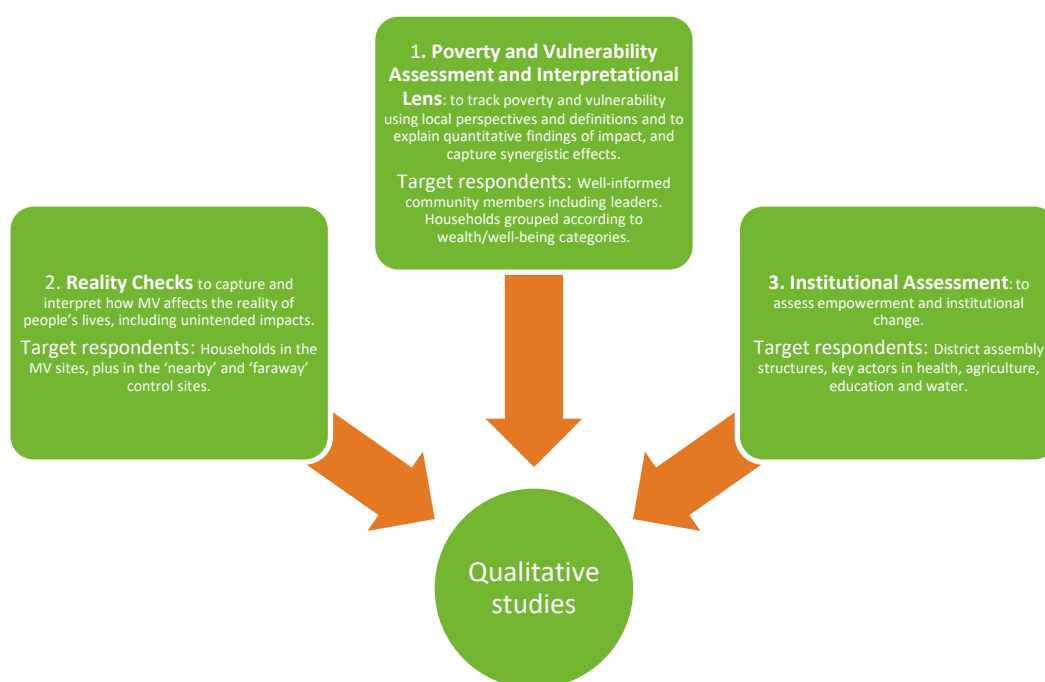 1. Poverty and Vulnerability
Assessment and Interpretational
Lens: to track poverty and vulnerability
using local perspectives and definitions and to
explain quantitative findings of impact, and
capture synergistic effects.
Target respondents: Well-informed
community members including leaders.
Households grouped according to
wealth/well-being categories.
2. Reality Checks to capture and
interpret how MV affects the reality of
people's lives, including unintended impacts.
Target respondents: Households in the
MV sites, plus in the ‘nearby’ and ‘faraway’
control sites.
3. Institutional Assessment: to
assess empowerment and institutional
change.
Target respondents: District assembly
structures, key actors in health, agriculture,
education and water.
Qualitative
studies